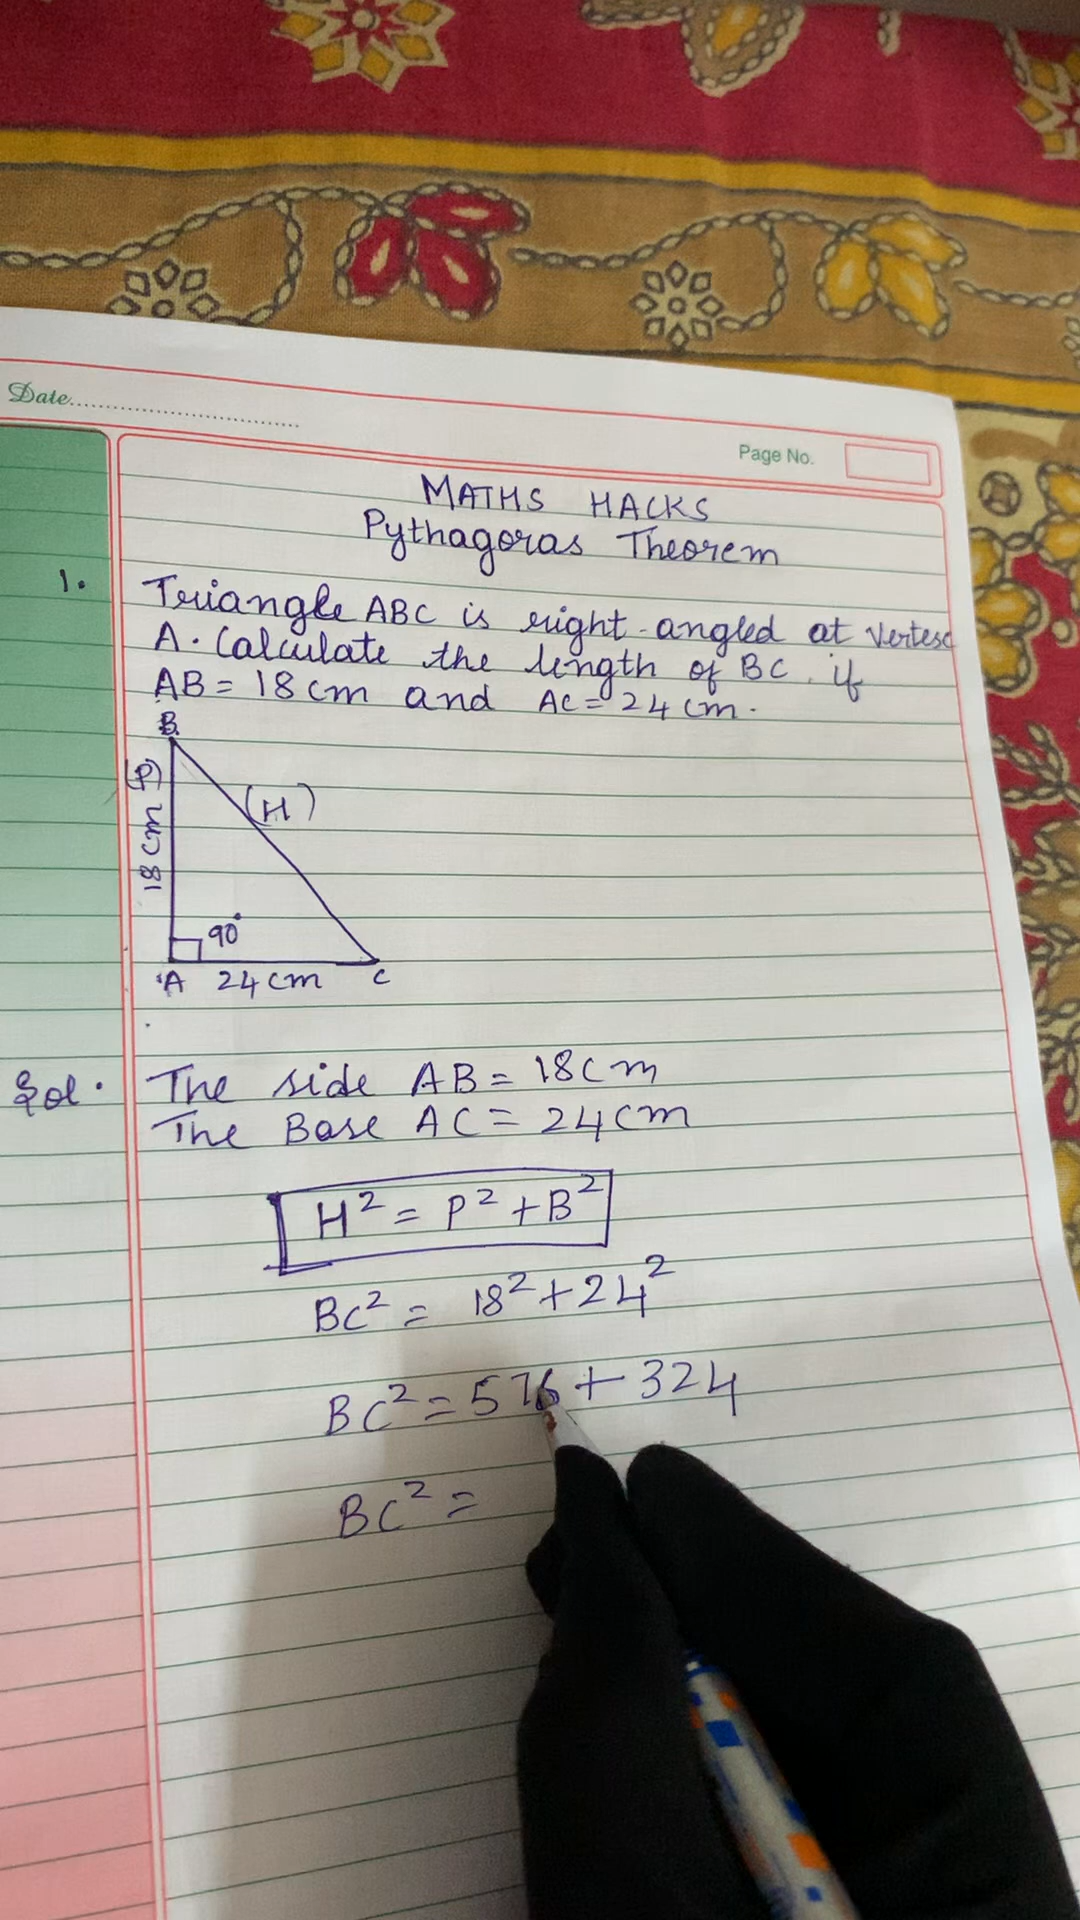 Date
Page No.
MATHS HACKS
Pythagoras Theorem
1. Triangle ABC is right-angled at vertex
A. Calculate the length of BC, if
AB = 18 cm and AC = 24 cm.
B
(P)
18 cm
(H)
90°
A 24 cm C
Sol. The side AB = 18cm
The Base AC = 24cm
H² = P² + B²
BC² = 18² + 24²
BC² = 576 + 324
BC² =